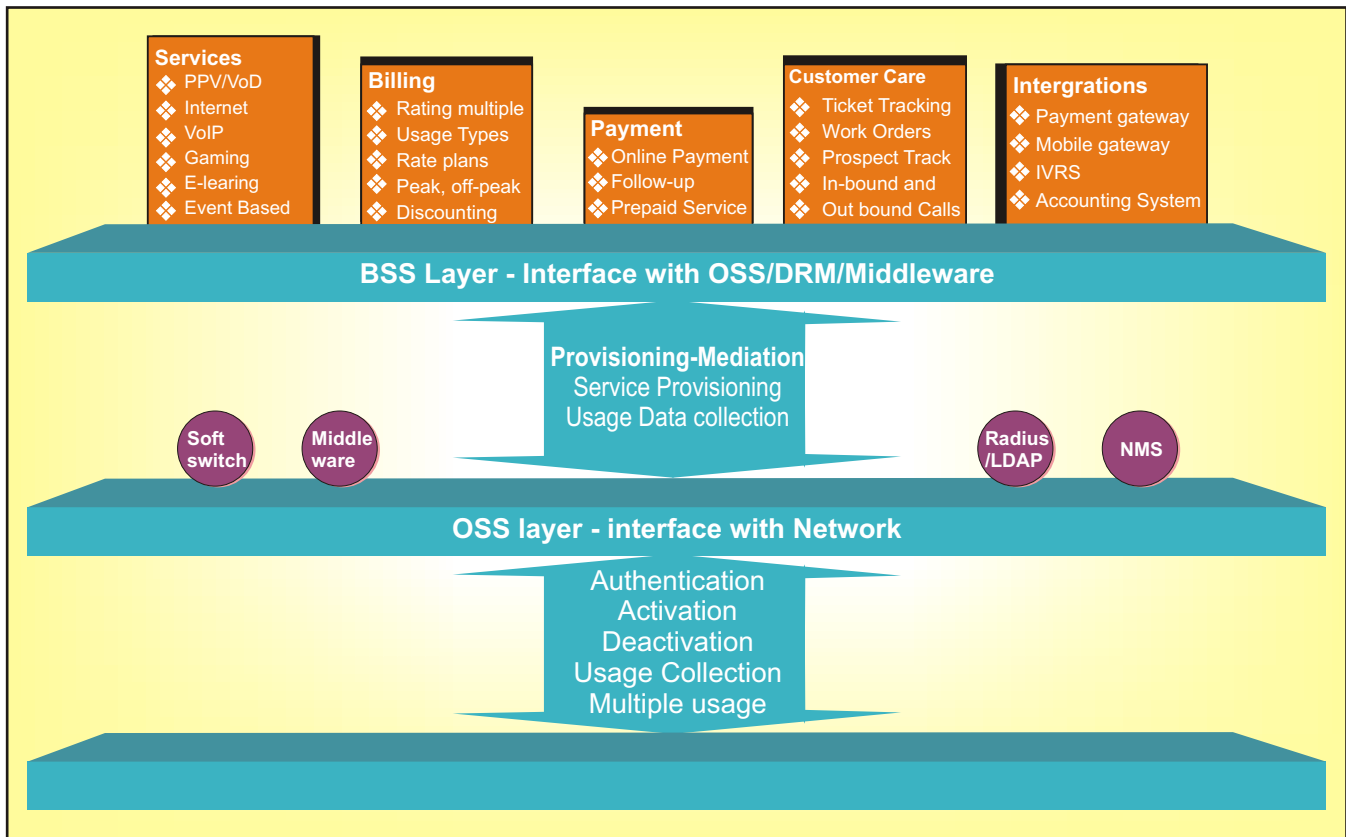 Services
❖ PPV/VoD
❖ Internet
❖ VoIP
❖ Gaming
❖ E-learing
❖ Event Based
Billing
❖ Rating multiple
❖ Usage Types
❖ Rate plans
❖ Peak, off-peak
❖ Discounting
Payment
❖ Online Payment
❖ Follow-up
❖ Prepaid Service
Customer Care
❖ Ticket Tracking
❖ Work Orders
❖ Prospect Track
❖ In-bound and
❖ Out bound Calls
Intergrations
❖ Payment gateway
❖ Mobile gateway
❖ IVRS
❖ Accounting System
BSS Layer - Interface with OSS/DRM/Middleware
Provisioning-Mediation
Service Provisioning
Usage Data collection
Soft
switch
Middle
ware
Radius
/LDAP
NMS
OSS layer - interface with Network
Authentication
Activation
Deactivation
Usage Collection
Multiple usage